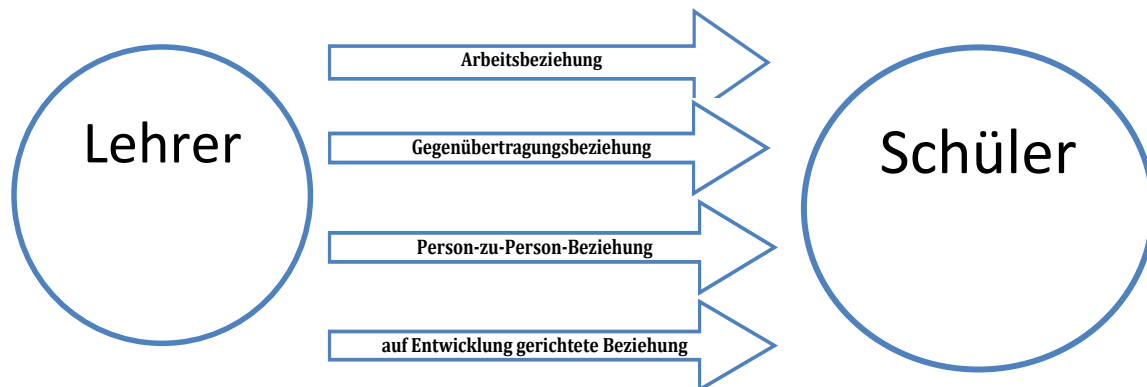 Arbeitsbeziehung
Lehrer
Schüler
Gegenübertragungsbeziehung
Person-zu-Person-Beziehung
auf Entwicklung gerichtete Beziehung